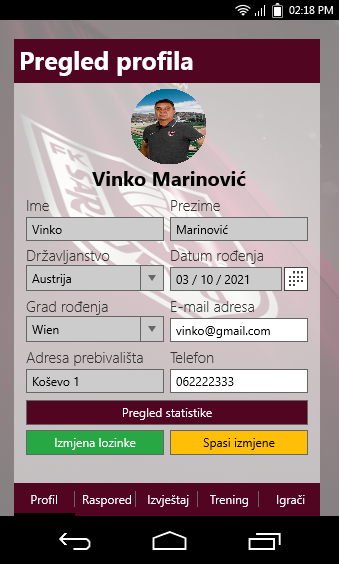 02:18 PM
Pregled profila
Vinko Marinović
Ime Prezime
Vinko Marinović
Državljanstvo Datum rođenja
Austrija 03 / 10 / 2021
Grad rođenja E-mail adresa
Wien vinko@gmail.com
Adresa prebivališta Telefon
Koševo 1 062222333
Pregled statistike
Izmjena lozinke Spasi izmjene
Profil Raspored Izvještaj Trening Igrači